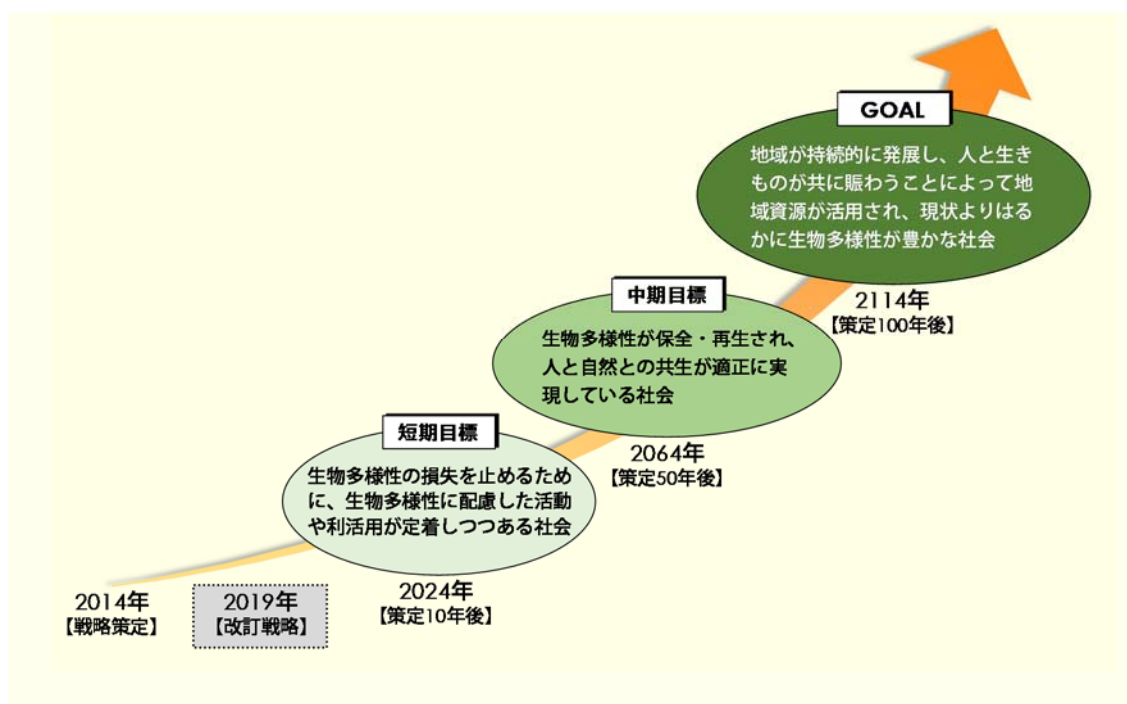 GOAL
地域が持続的に発展し、人と生き
ものが共に賑わうことによって地
域資源が活用され、現状よりはる
かに生物多様性が豊かな社会
2114年
【策定100年後】
中期目標
生物多様性が保全・再生され、
人と自然との共生が適正に実
現している社会
2064年
【策定50年後】
短期目標
生物多様性の損失を止めるため
に、生物多様性に配慮した活動
や利活用が定着しつつある社会
2024年
【策定10年後】
2014年
【戦略策定】
2019年
【改訂戦略】